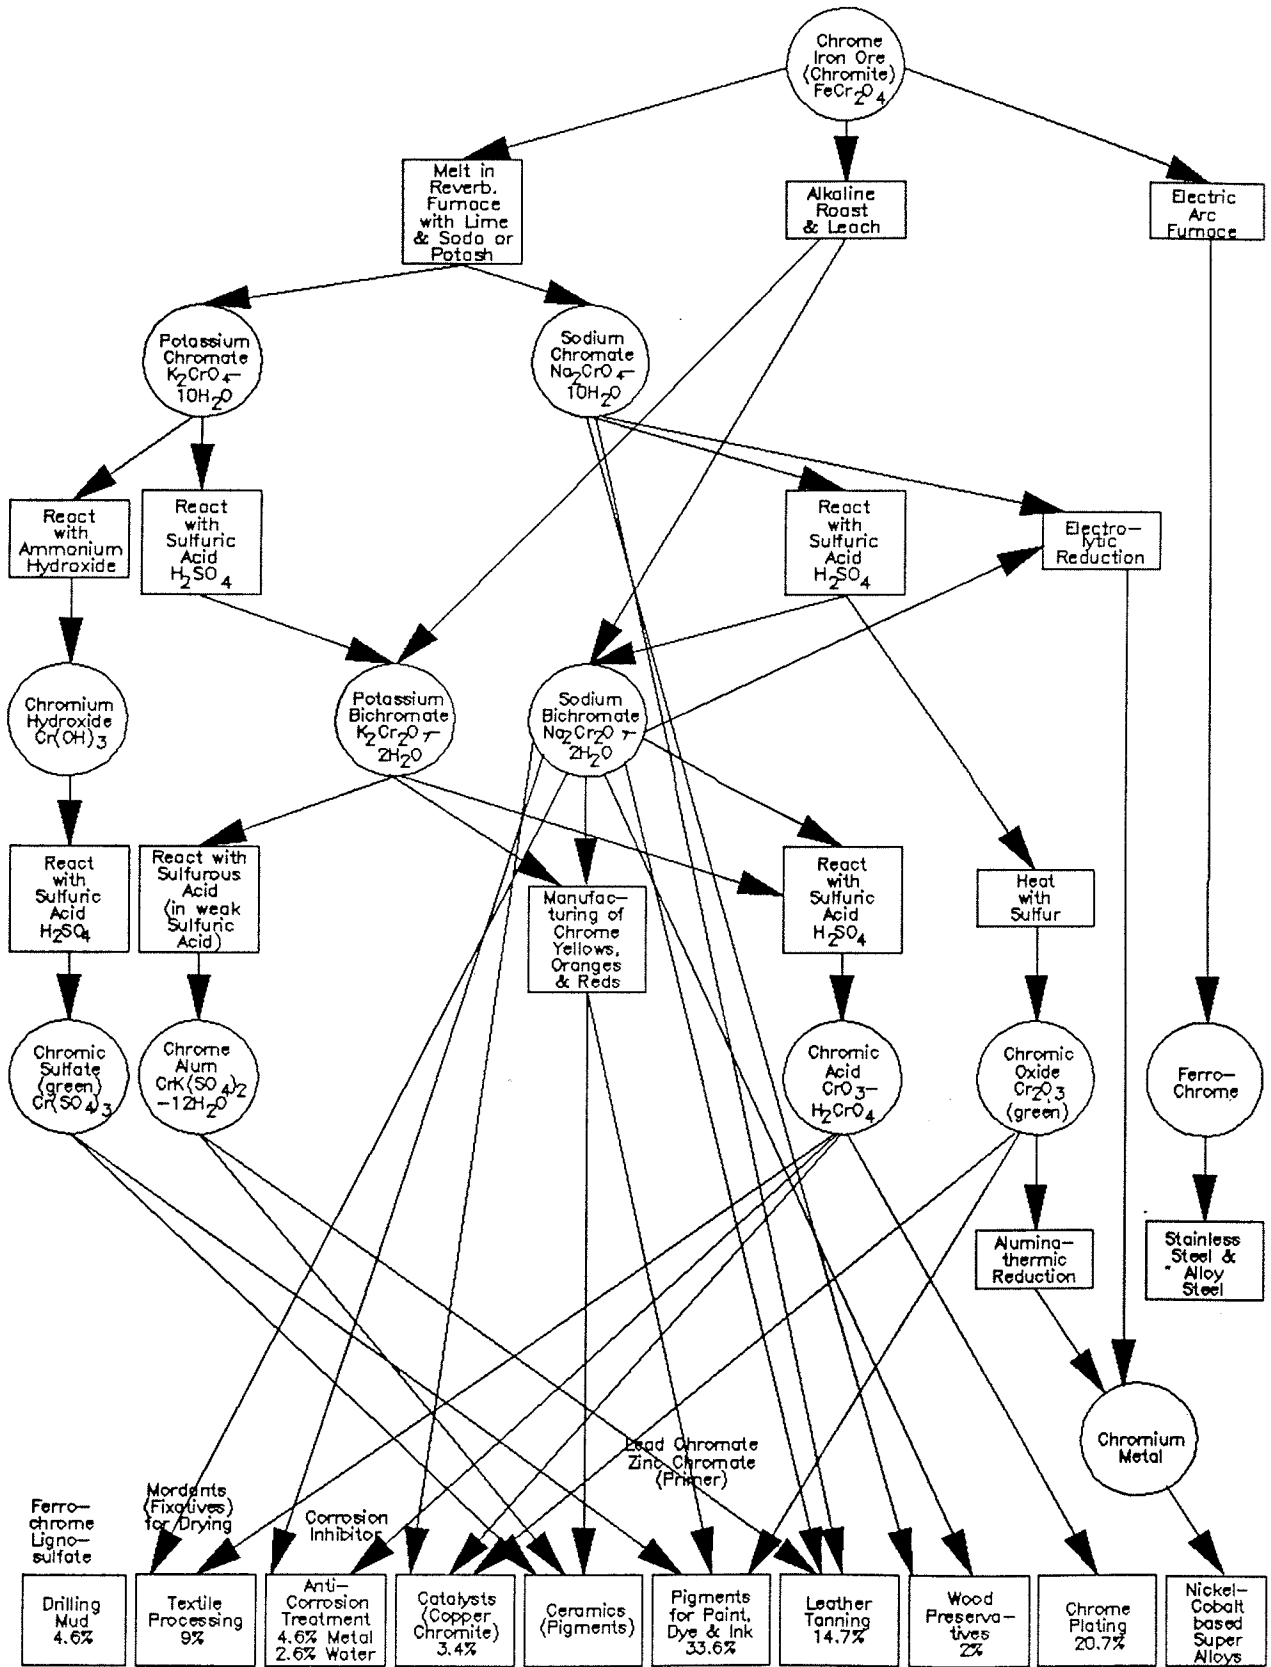 Chrome
Iron Ore
(Chromite)
FeCr2O4
Melt in
Reverb.
Furnace
with Lime
& Soda or
Potash
Alkaline
Roast
& Leach
Electric
Arc
Furnace
Potassium
Chromate
K2CrO4-
10H2O
Sodium
Chromate
Na2CrO4-
10H2O
React
with
Ammonium
Hydroxide
React
with
Sulfuric
Acid
H2SO4
React
with
Sulfuric
Acid
H2SO4
Electro-
lytic
Reduction
Chromium
Hydroxide
Cr(OH)3
Potassium
Bichromate
K2Cr2O7-
2H2O
Sodium
Bichromate
Na2Cr2O7-
2H2O
React
with
Sulfuric
Acid
H2SO4
React with
Sulfurous
Acid
(in weak
Sulfuric
Acid)
Manufac-
turing of
Chrome
Yellows,
Oranges
& Reds
React
with
Sulfuric
Acid
H2SO4
Heat
with
Sulfur
Chromic
Sulfate
(green)
Cr(SO4)3
Chrome
Alum
CrK(SO4)2
-12H2O
Chromic
Acid
CrO3-
H2CrO4
Chromic
Oxide
Cr2O3
(green)
Ferro-
Chrome
Alumina-
thermic
Reduction
Stainless
Steel &
Alloy
Steel
Chromium
Metal
Lead Chromate
Zinc Chromate
(Primer)
Ferro-
chrome
Ligno-
sulfate
Mordants
(Fixatives)
for Drying
Corrosion
Inhibitor
Drilling
Mud
4.6%
Textile
Processing
9%
Anti-
Corrosion
Treatment
4.6% Metal
2.6% Water
Catalysts
(Copper
Chromite)
3.4%
Ceramics
(Pigments)
Pigments
for Paint,
Dye & Ink
33.6%
Leather
Tanning
14.7%
Wood
Preserva-
tives
2%
Chrome
Plating
20.7%
Nickel-
Cobalt
based
Super
Alloys